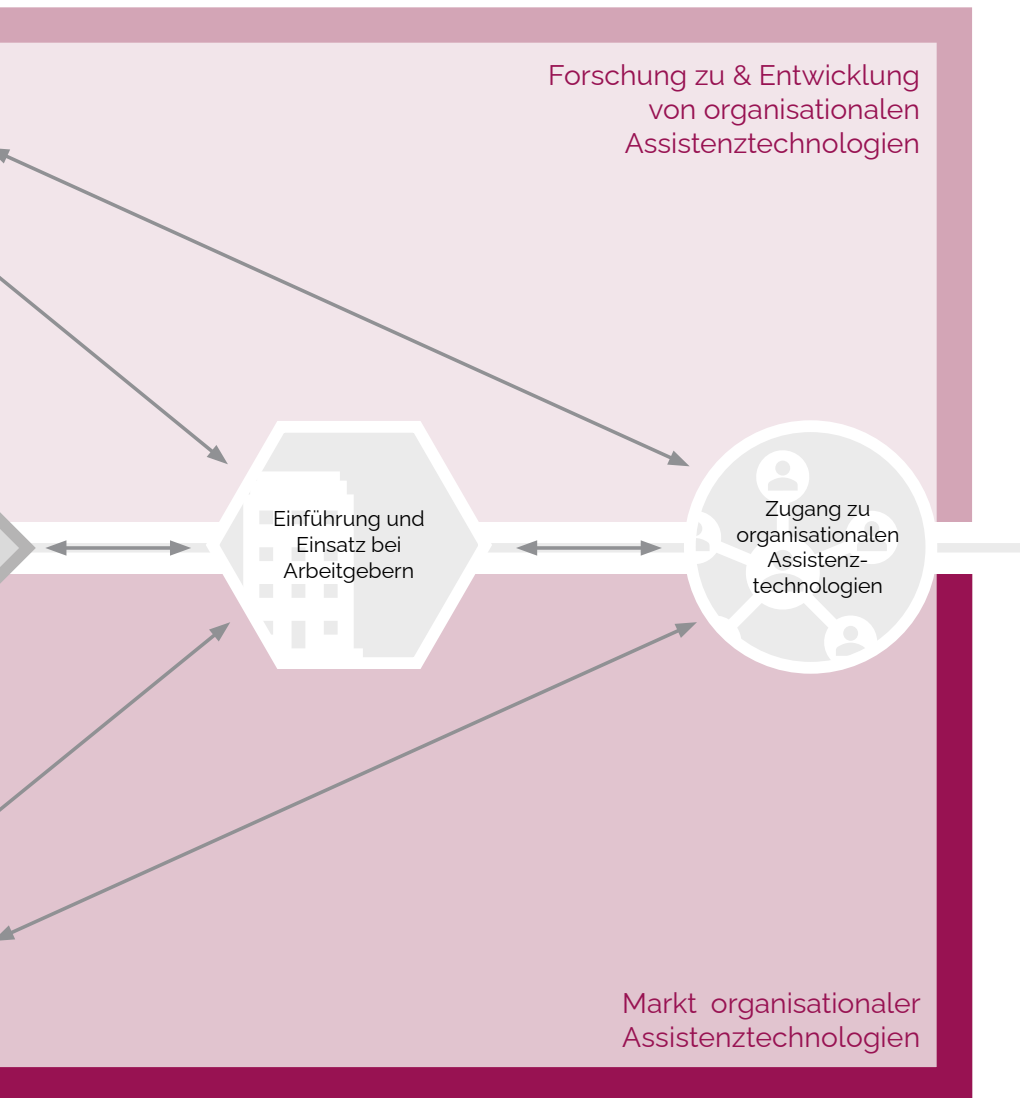 Forschung zu & Entwicklung
von organisationalen
Assistenztechnologien
Einführung und
Einsatz bei
Arbeitgebern
Zugang zu
organisationalen
Assistenz-
technologien
Markt organisationaler
Assistenztechnologien